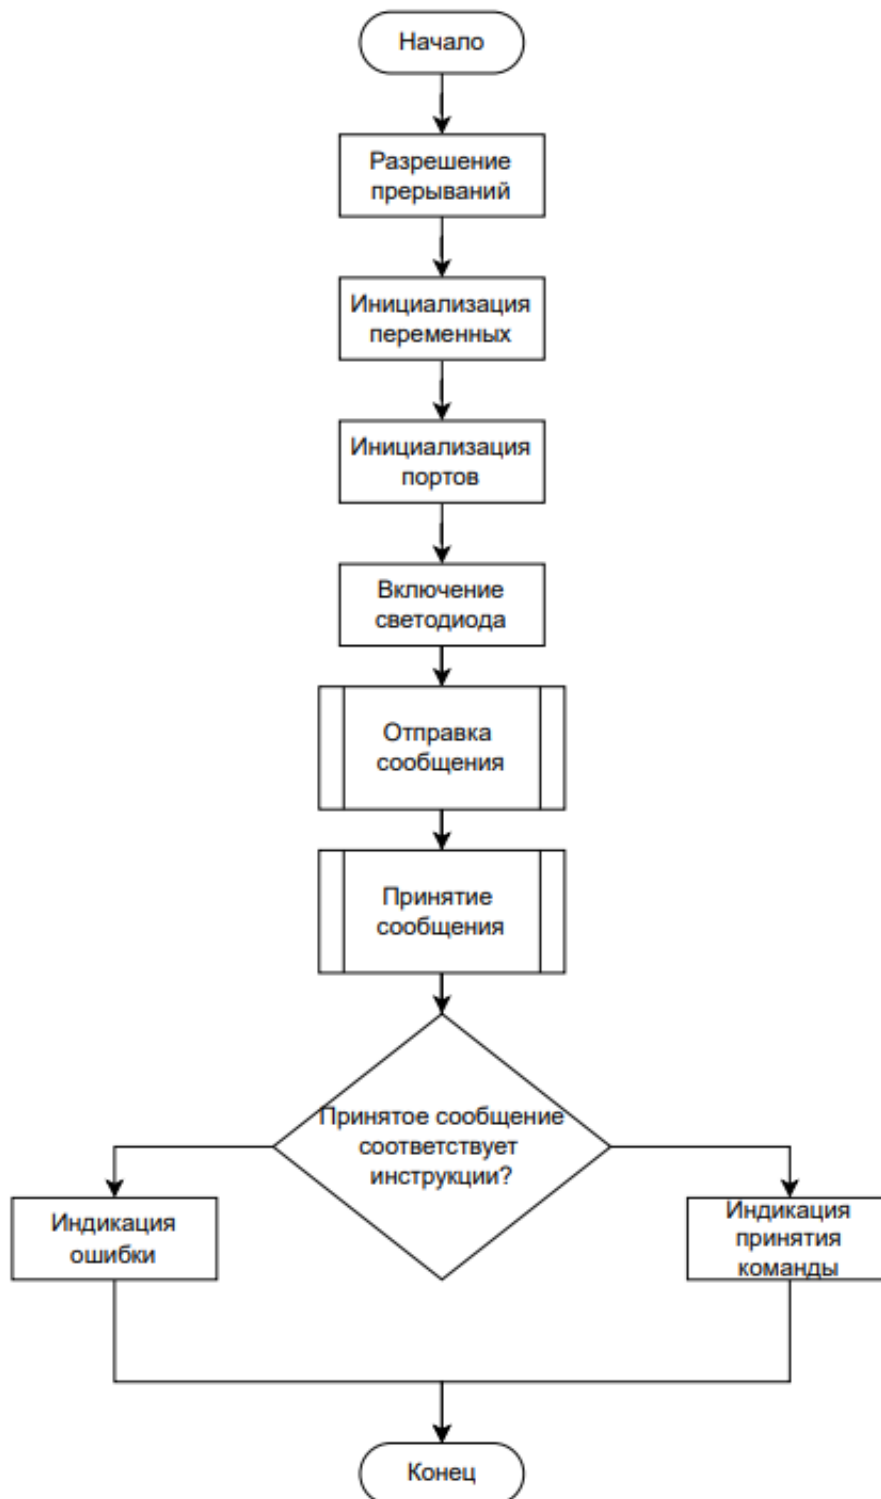 Начало
Разрешение
прерываний
Инициализация
переменных
Инициализация
портов
Включение
светодиода
Отправка
сообщения
Принятие
сообщения
Принятое сообщение
соответствует
инструкции?
Индикация
ошибки
Индикация
принятия
команды
Конец